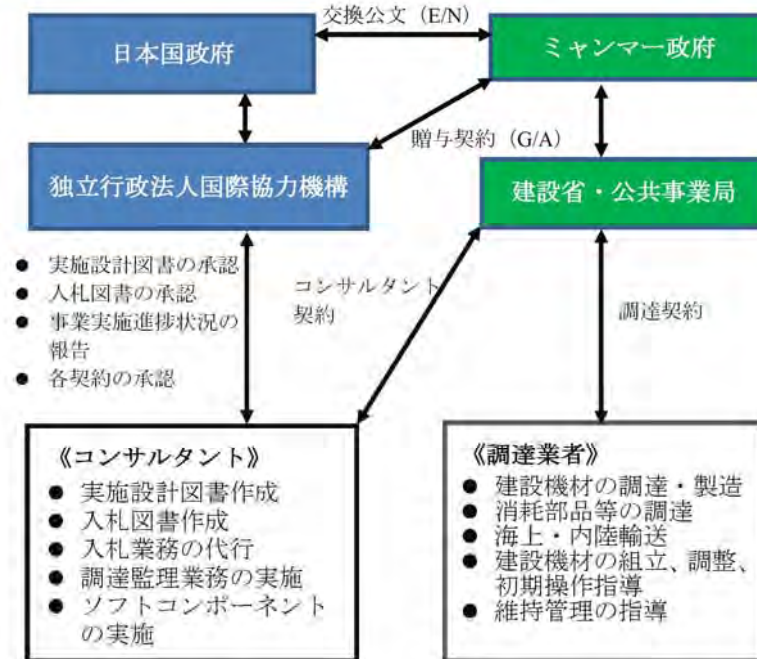 交換公文（E/N）
日本国政府
ミャンマー政府
贈与契約（G/A）
独立行政法人国際協力機構
建設省・公共事業局
● 実施設計図書の承認
● 入札図書の承認
● 事業実施進捗状況の
報告
● 各契約の承認
コンサルタント
契約
調達契約
《コンサルタント》
● 実施設計図書作成
● 入札図書作成
● 入札業務の代行
● 調達監理業務の実施
● ソフトコンポーネント
の実施
《調達業者》
● 建設機材の調達・製造
● 消耗部品等の調達
● 海上・内陸輸送
● 建設機材の組立、調整、
初期操作指導
● 維持管理の指導